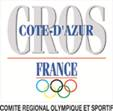 CROS
COTE-D'AZUR
FRANCE
COMITE REGIONAL OLYMPIQUE ET SPORTIF